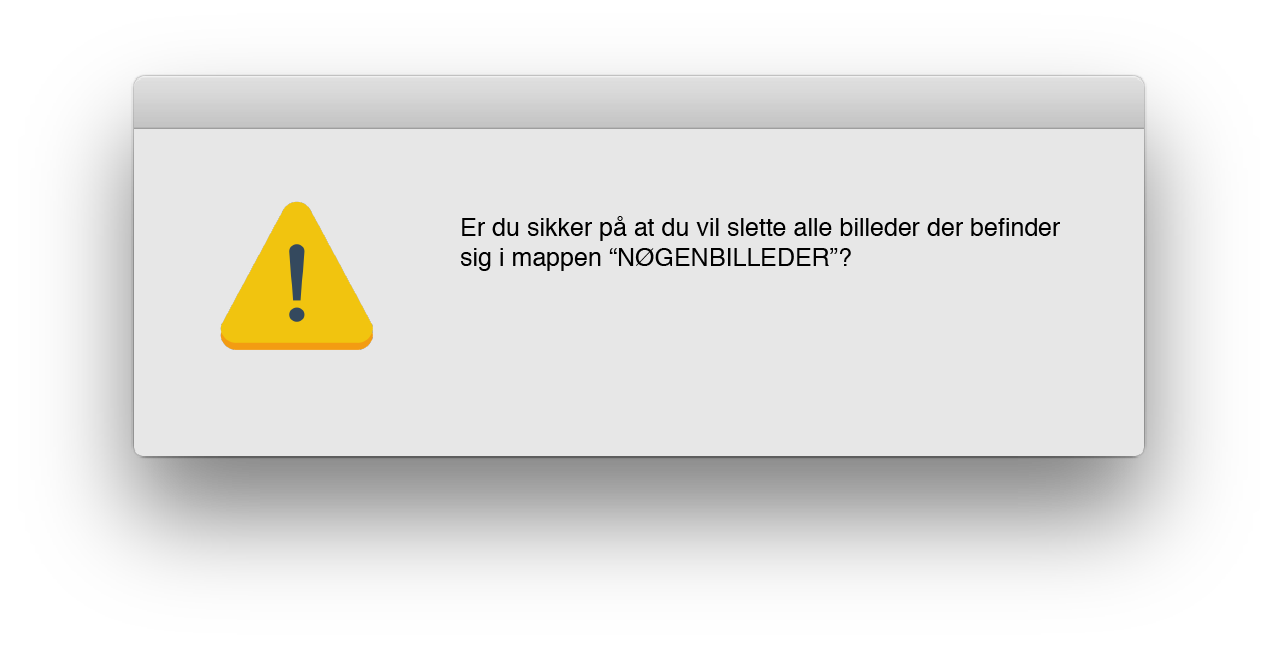 Er du sikker på at du vil slette alle billeder der befinder
sig i mappen “NØGENBILLEDER”?